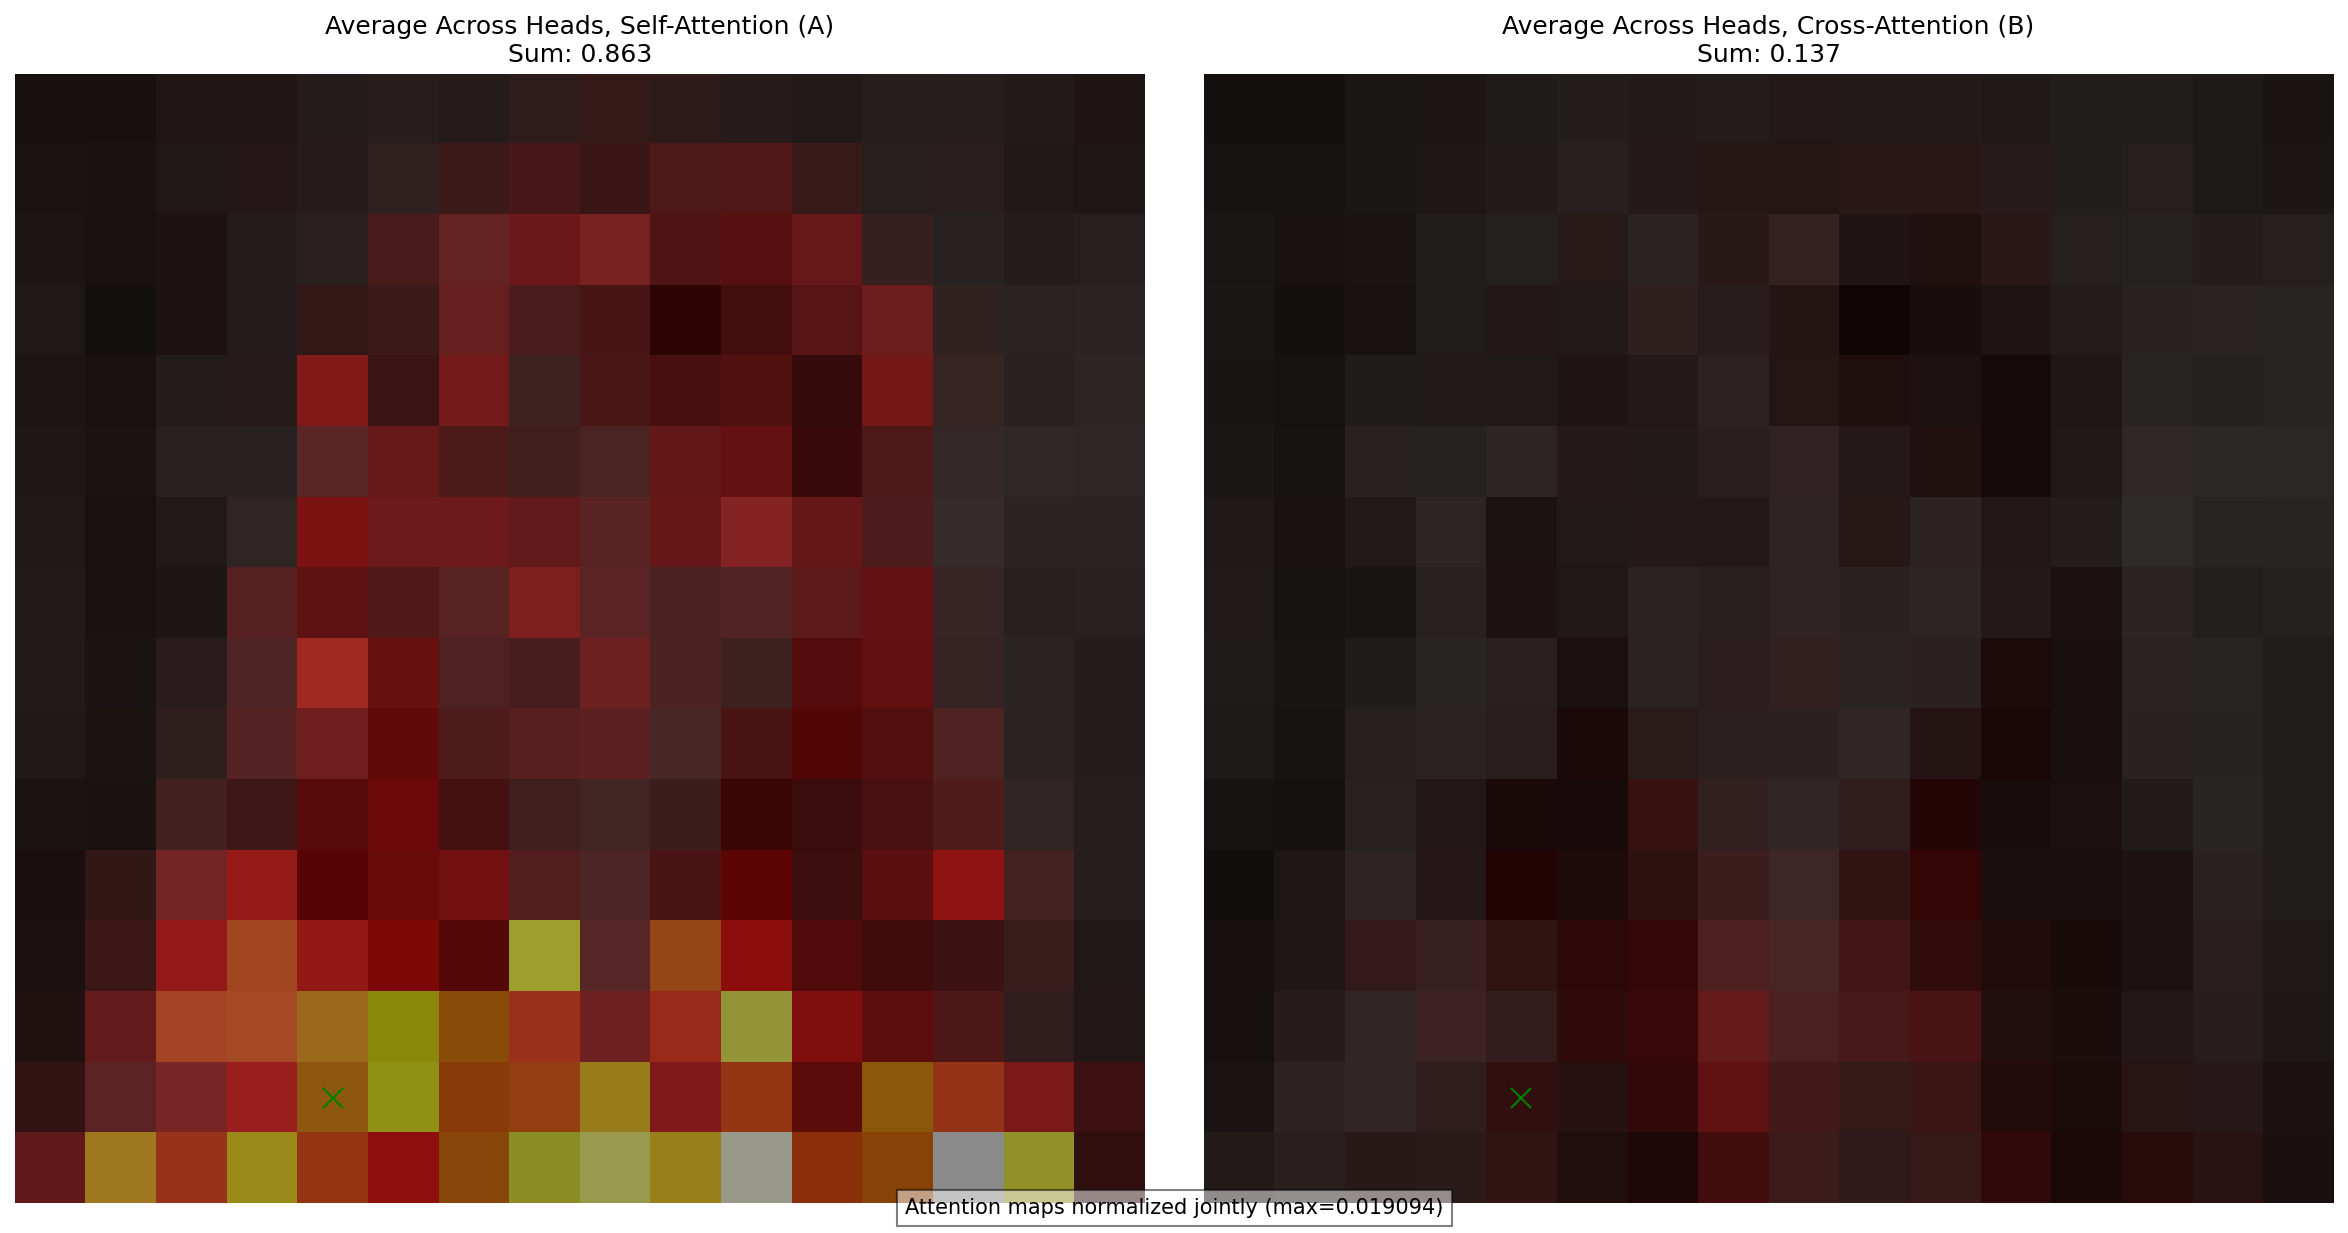 Average Across Heads, Self-Attention (A)
Sum: 0.863
Average Across Heads, Cross-Attention (B)
Sum: 0.137
Attention maps normalized jointly (max=0.019094)